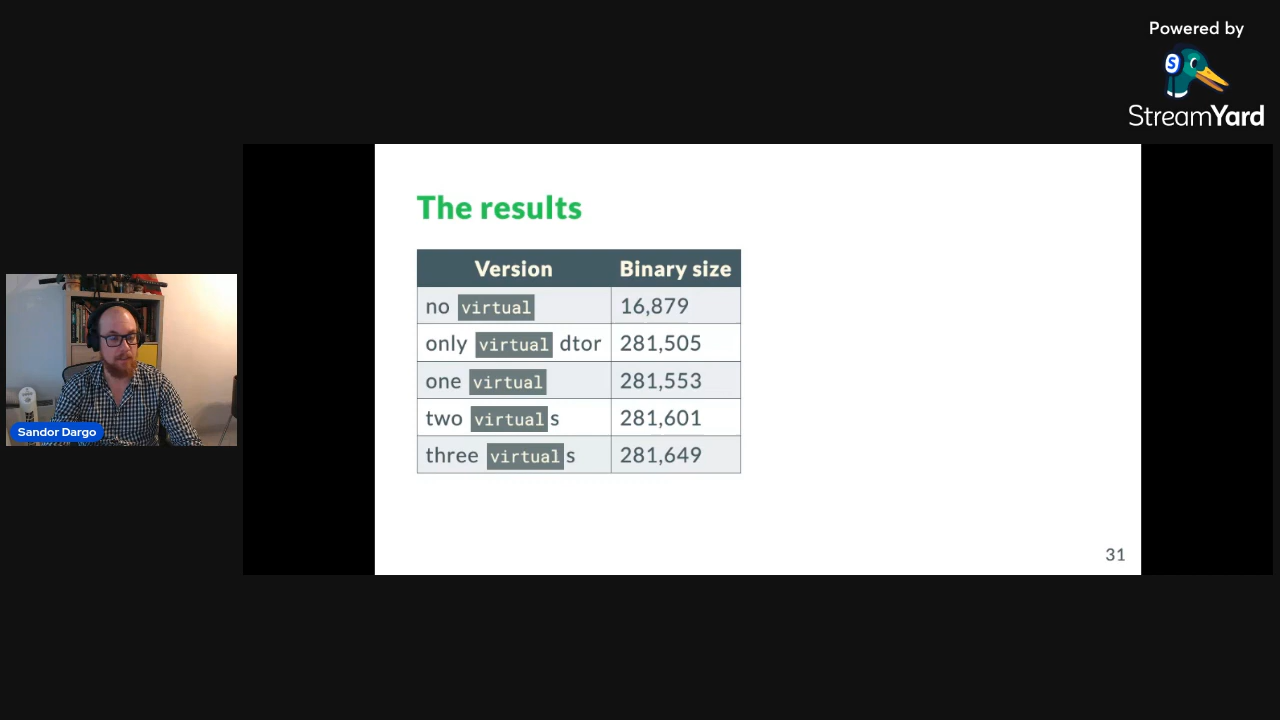 Powered by
S
StreamYard
The results
Version Binary size
no virtual 16,879
only virtual dtor 281,505
one virtual 281,553
two virtuals 281,601
three virtuals 281,649
Sandor Dargo
31